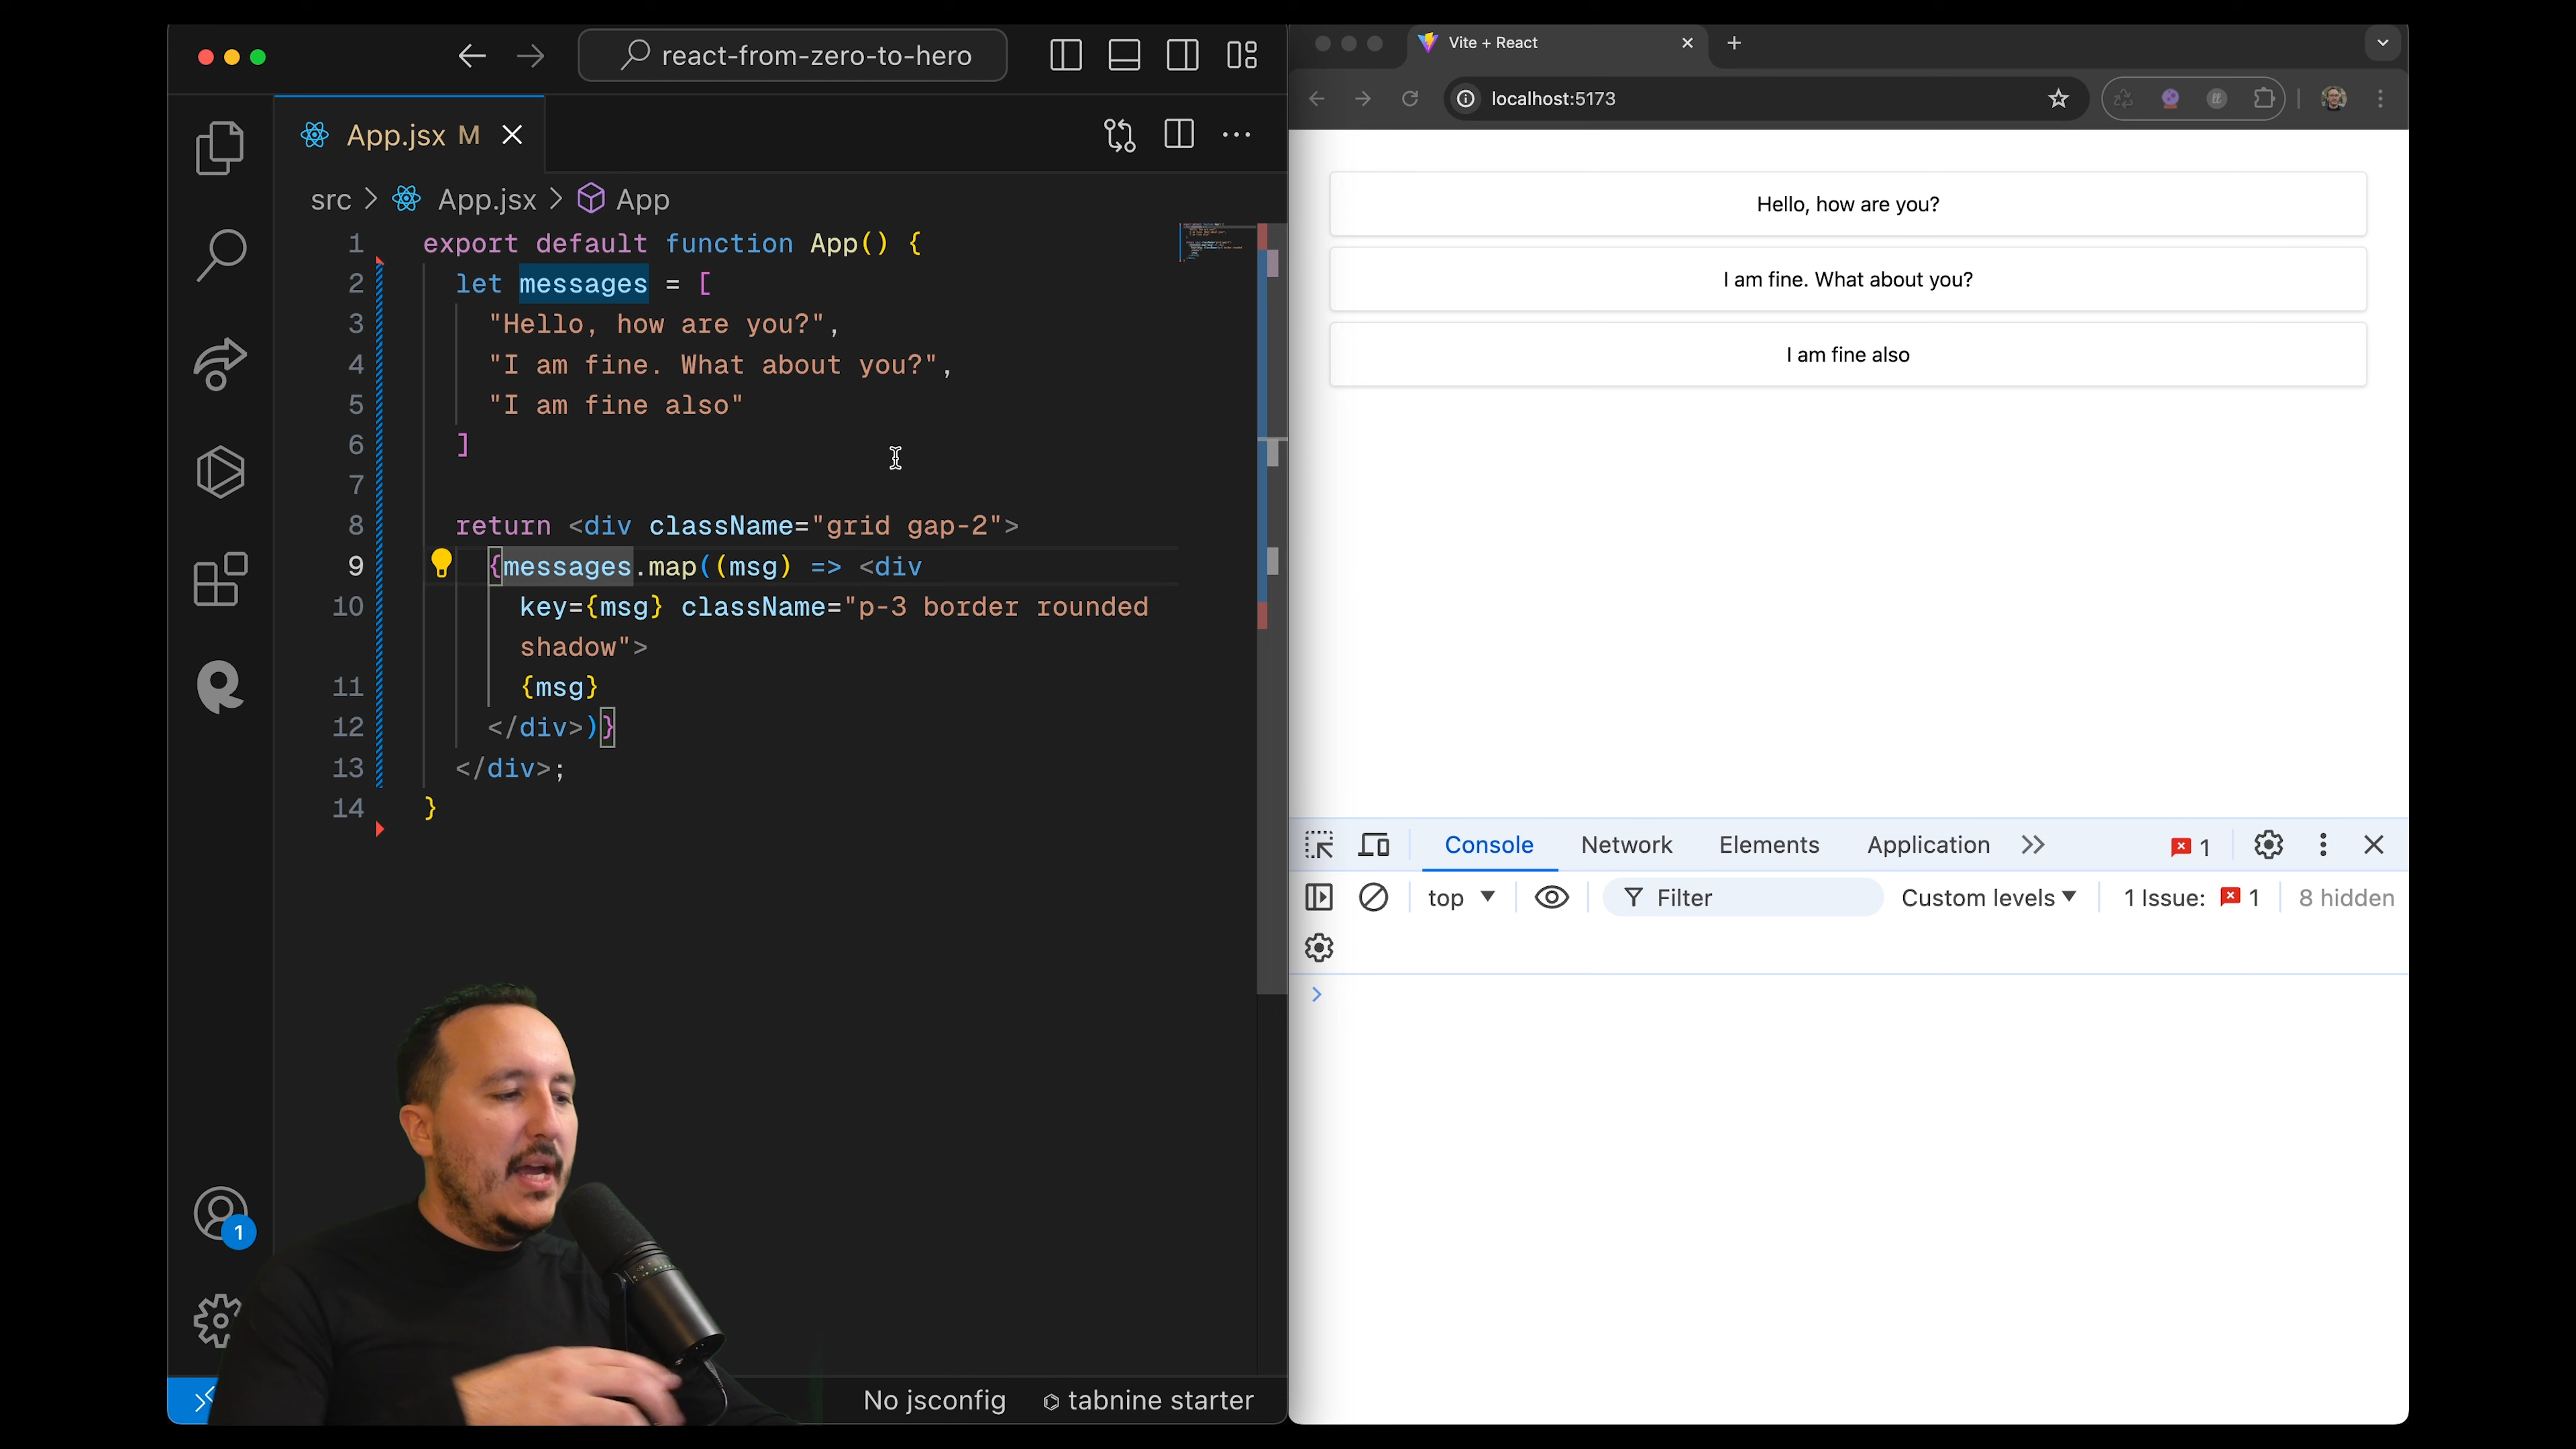 react-from-zero-to-hero
App.jsx M
src > App.jsx > App
1 export default function App() {
2 let messages = [
3 "Hello, how are you?",
4 "I am fine. What about you?",
5 "I am fine also"
6 ]
7
8 return <div className="grid gap-2">
9 {messages.map((msg) => <div
10 key={msg} className="p-3 border rounded
shadow">
11 {msg}
12 </div>)}
13 </div>;
14 }
1
No jsconfig tabnine starter
Vite + React
localhost:5173
Hello, how are you?
I am fine. What about you?
I am fine also
Console Network Elements Application 1
top Filter Custom levels 1 Issue: 1 8 hidden